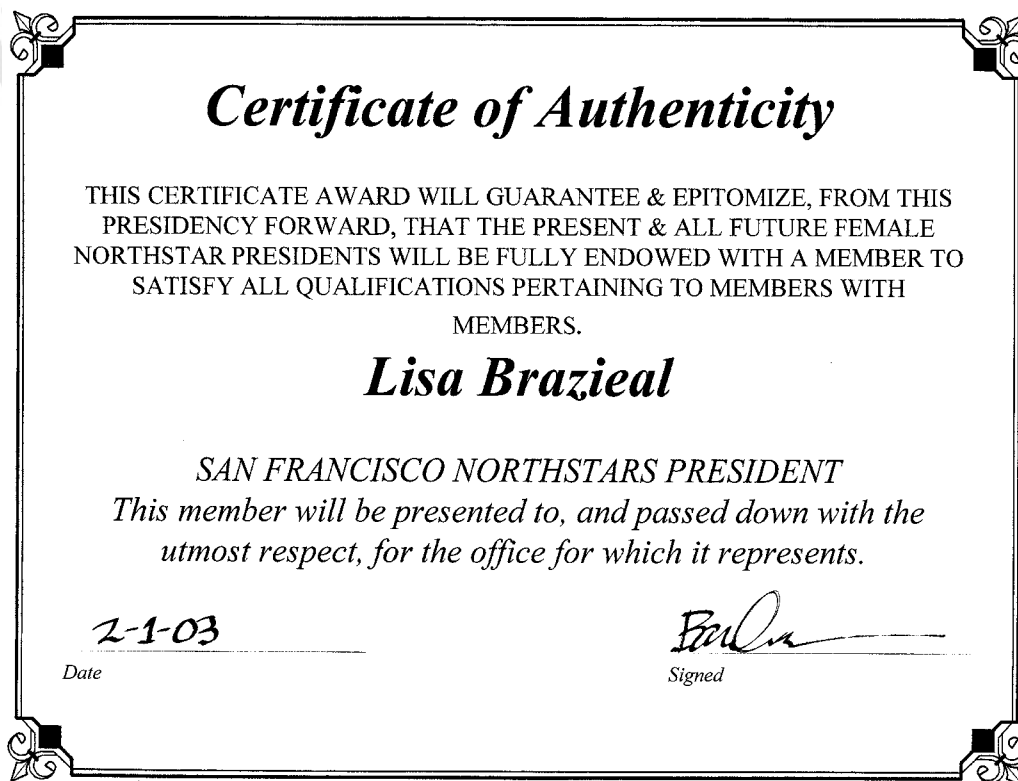 Certificate of Authenticity
THIS CERTIFICATE AWARD WILL GUARANTEE & EPITOMIZE, FROM THIS
PRESIDENCY FORWARD, THAT THE PRESENT & ALL FUTURE FEMALE
NORTHSTAR PRESIDENTS WILL BE FULLY ENDOWED WITH A MEMBER TO
SATISFY ALL QUALIFICATIONS PERTAINING TO MEMBERS WITH
MEMBERS.
Lisa Brazieal
SAN FRANCISCO NORTHSTARS PRESIDENT
This member will be presented to, and passed down with the
utmost respect, for the office for which it represents.
2-1-03
Date
Signed